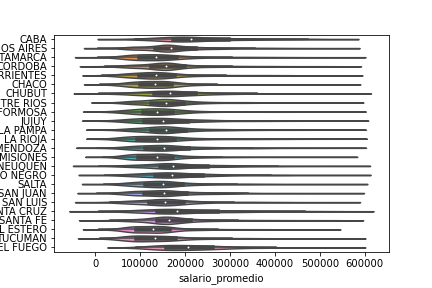 CABA
OS AIRES
TAMARCA
CORDOBA
RRIENTES
CHACO
CHUBUT
TRE RIOS
FORMOSA
JUJUY
LA PAMPA
LA RIOJA
MENDOZA
MISIONES
NEUQUEN
O NEGRO
SALTA
SAN JUAN
SAN LUIS
NTA CRUZ
SANTA FE
L ESTERO
TUCUMAN
EL FUEGO
0 100000 200000 300000 400000 500000 600000
salario_promedio